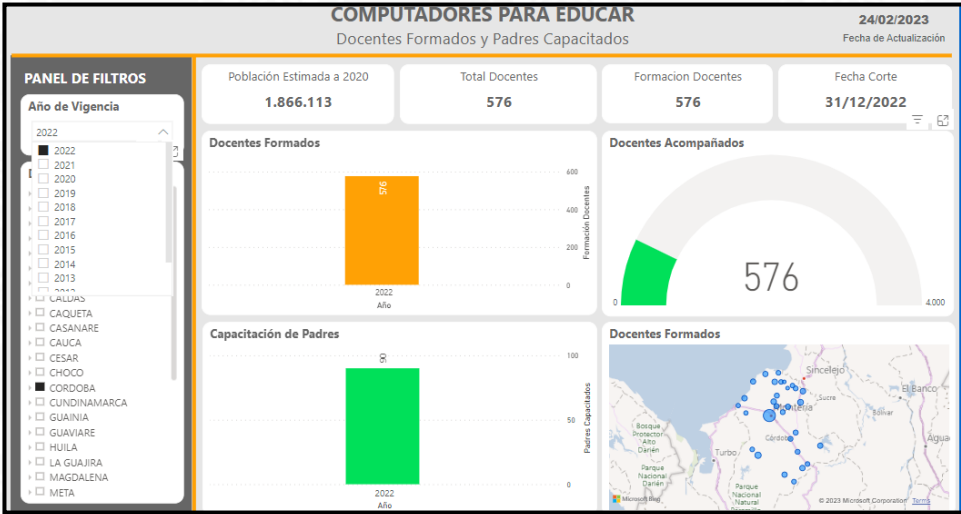 COMPUTADORES PARA EDUCAR
Docentes Formados y Padres Capacitados
24/02/2023
Fecha de Actualización
PANEL DE FILTROS
Año de Vigencia
2022
2022
2021
2020
2019
2018
2017
2016
2015
2014
2013
CALDAS
CAQUETA
CASANARE
CAUCA
CESAR
CHOCO
CORDOBA
CUNDINAMARCA
GUAINIA
GUAVIARE
HUILA
LA GUAJIRA
MAGDALENA
META
Población Estimada a 2020
1.866.113
Total Docentes
576
Formacion Docentes
576
Fecha Corte
31/12/2022
Docentes Formados
576
600
400
200
0
Formación Docentes
2022
Año
Docentes Acompañados
576
0
4.000
Capacitación de Padres
90
100
50
0
Padres Capacitados
2022
Año
Docentes Formados
Sincelejo
El Banco
Sucre
Bolívar
Bosque
Protector
Alto
Darién
Córdoba
Turbo
Agua
Parque
Nacional
Darién
Parque
Nacional
Natural
Microsoft Bing
© 2023 Microsoft Corporation
Terms